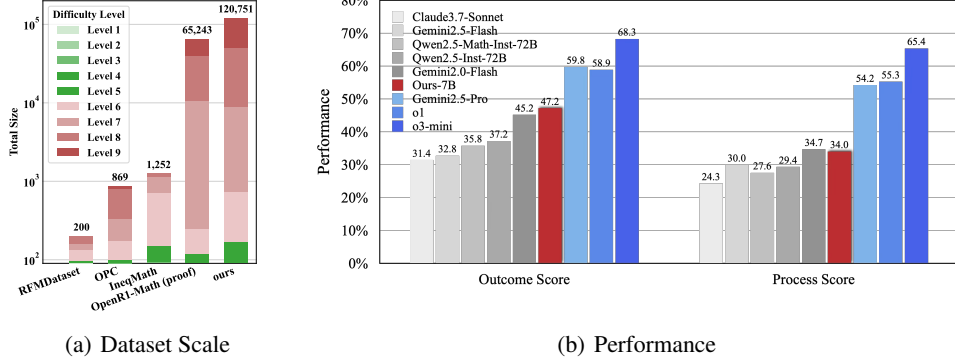 Difficulty Level
Level 1
Level 2
Level 3
Level 4
Level 5
Level 6
Level 7
Level 8
Level 9
Total Size
10^5
10^4
10^3
10^2
200
869
1,252
65,243
120,751
RFMDataset
OPC
IneqMath
OpenR1-Math (proof)
ours
(a) Dataset Scale
Claude3.7-Sonnet
Gemini2.5-Flash
Qwen2.5-Math-Inst-72B
Qwen2.5-Inst-72B
Gemini2.0-Flash
Ours-7B
Gemini2.5-Pro
o1
o3-mini
Performance
80%
70%
60%
50%
40%
30%
20%
10%
0%
31.4
32.8
35.8
37.2
45.2
47.2
59.8
58.9
68.3
24.3
30.0
27.6
29.4
34.7
34.0
54.2
55.3
65.4
Outcome Score
Process Score
(b) Performance